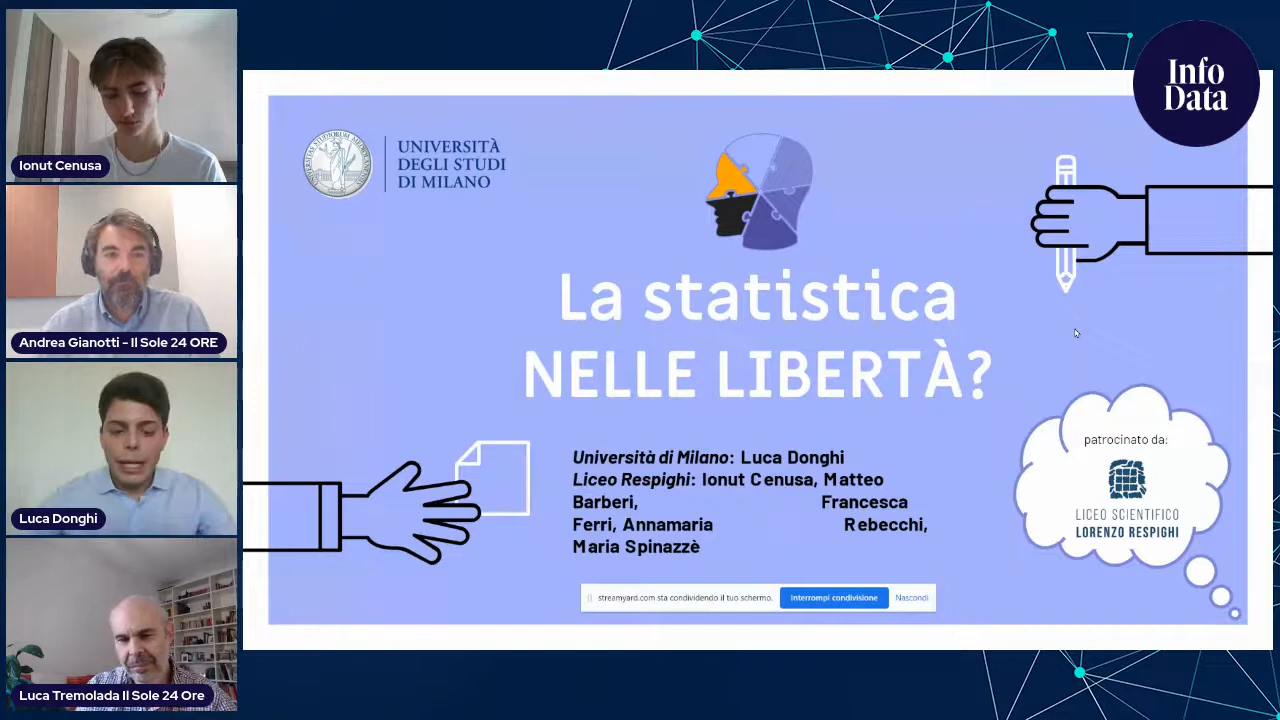 Ionut Cenusa
Andrea Gianotti - Il Sole 24 ORE
Luca Donghi
Luca Tremolada Il Sole 24 Ore
Info
Data
UNIVERSITÀ
DEGLI STUDI
DI MILANO
La statistica
NELLE LIBERTÀ?
Università di Milano: Luca Donghi
Liceo Respighi: Ionut Cenusa, Matteo
Barberi, Francesca
Ferri, Annamaria Rebecchi,
Maria Spinazzè
patrocinato da:
LICEO SCIENTIFICO
LORENZO RESPIGHI
streamyard.com sta condividendo il tuo schermo. Interrompi condivisione Nascondi